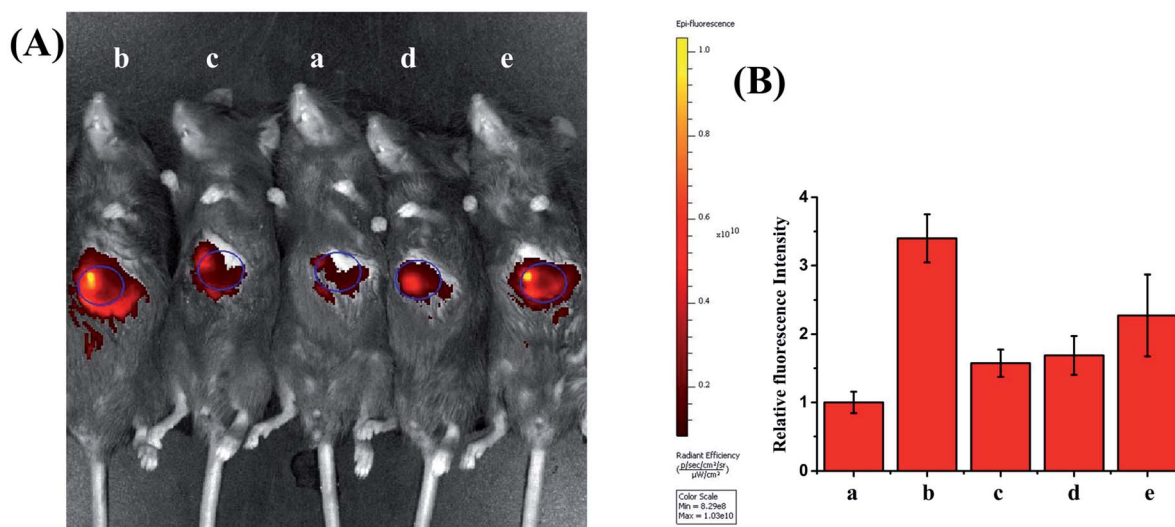 (A)
b c a d e
Epi-fluorescence
1.0
0.8
0.6
x10^10
0.4
0.2
Radiant Efficiency
(p/sec/cm²/sr
μW/cm²)
Color Scale
Min = 8.29e8
Max = 1.03e10
(B)
Relative fluorescence Intensity
4
3
2
1
0
a b c d e